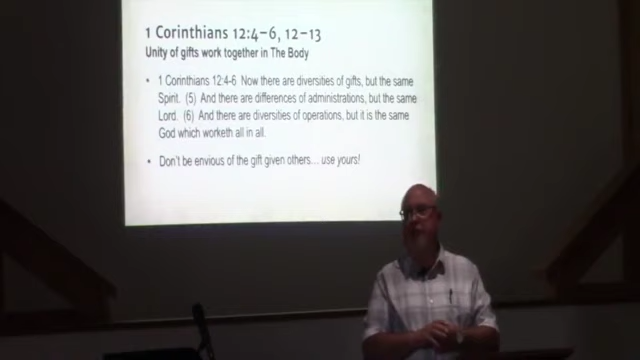 1 Corinthians 12:4–6, 12–13
Unity of gifts work together in The Body
• 1 Corinthians 12:4-6 Now there are diversities of gifts, but the same
Spirit. (5) And there are differences of administrations, but the same
Lord. (6) And there are diversities of operations, but it is the same
God which worketh all in all.
• Don't be envious of the gift given others.... use yours!